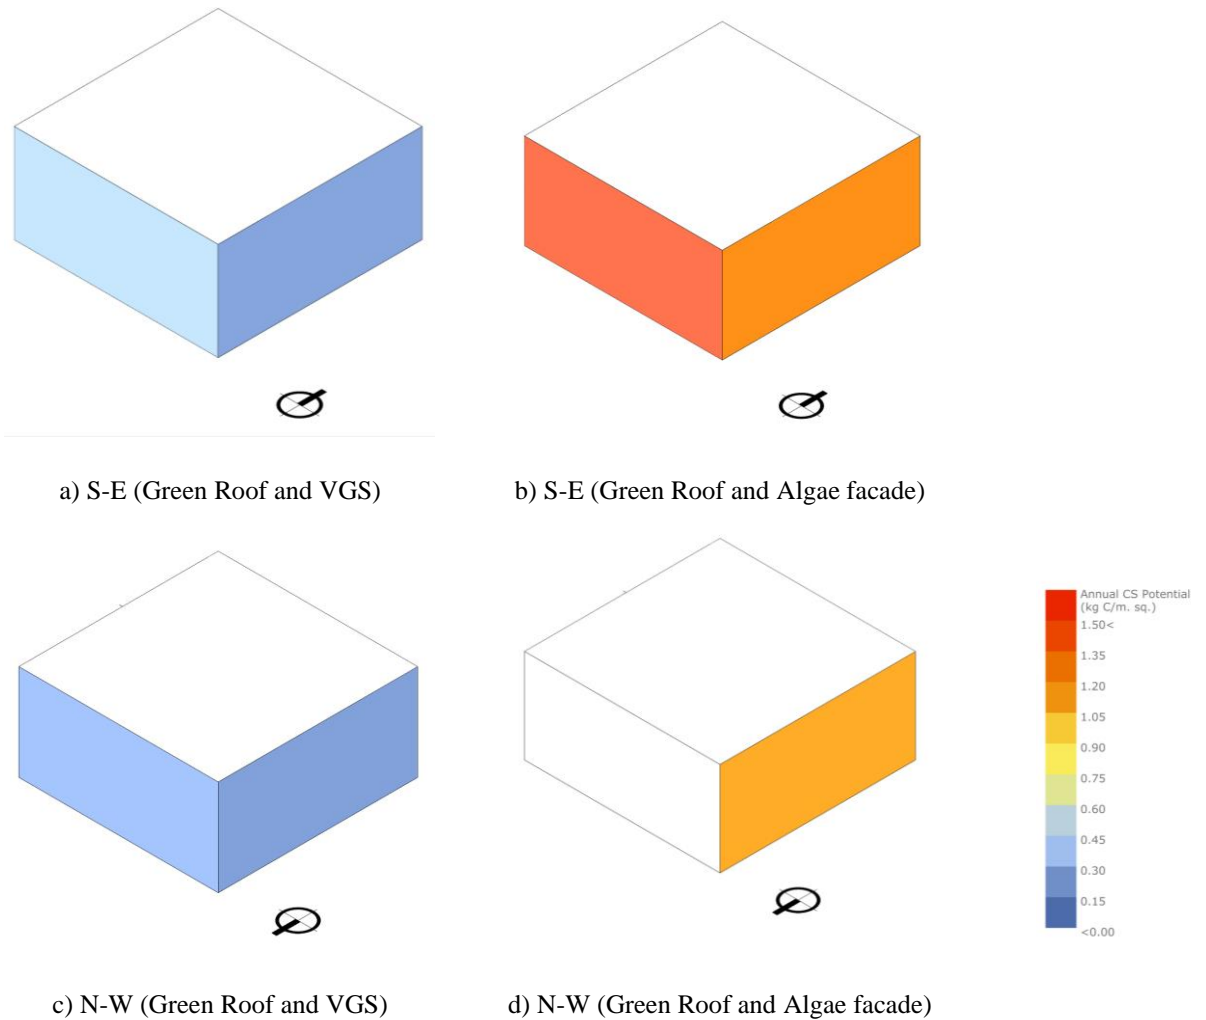 a) S-E (Green Roof and VGS)
b) S-E (Green Roof and Algae facade)
Annual CS Potential
(kg C/m. sq.)
1.50<
1.35
1.20
1.05
0.90
0.75
0.60
0.45
0.30
0.15
<0.00
c) N-W (Green Roof and VGS)
d) N-W (Green Roof and Algae facade)